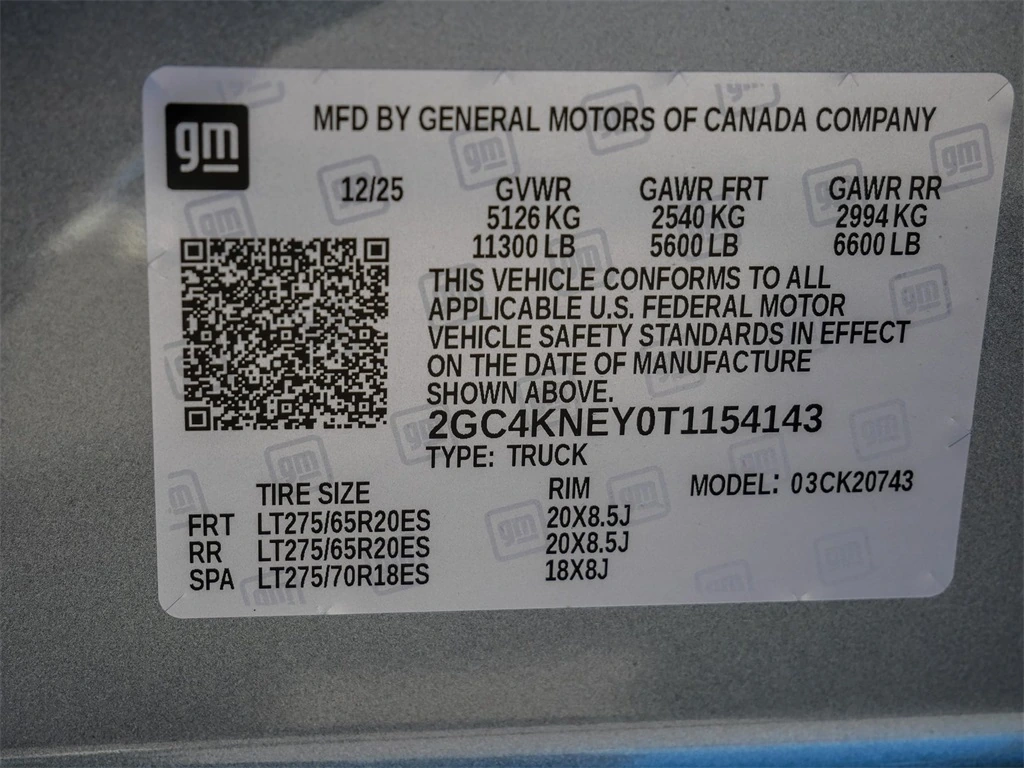 gm
MFD BY GENERAL MOTORS OF CANADA COMPANY
12/25 GVWR GAWR FRT GAWR RR
5126 KG 2540 KG 2994 KG
11300 LB 5600 LB 6600 LB
THIS VEHICLE CONFORMS TO ALL
APPLICABLE U.S. FEDERAL MOTOR
VEHICLE SAFETY STANDARDS IN EFFECT
ON THE DATE OF MANUFACTURE
SHOWN ABOVE.
2GC4KNEY0T1154143
TYPE: TRUCK
TIRE SIZE RIM MODEL: 03CK20743
FRT LT275/65R20ES 20X8.5J
RR LT275/65R20ES 20X8.5J
SPA LT275/70R18ES 18X8J